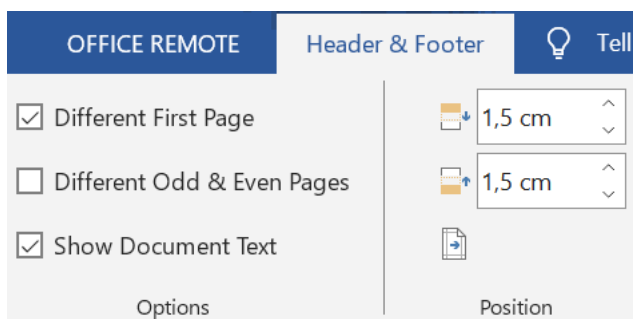 OFFICE REMOTE Header & Footer Tell
Different First Page 1,5 cm
Different Odd & Even Pages 1,5 cm
Show Document Text
Options Position